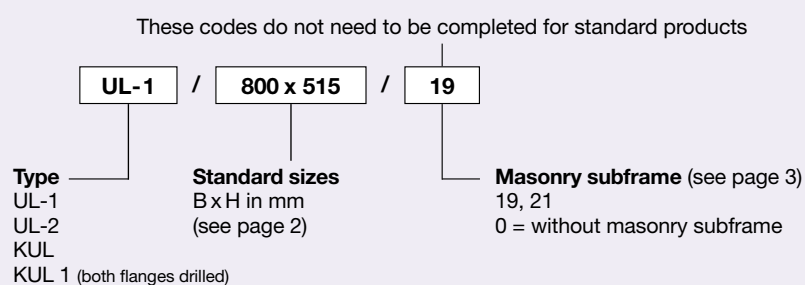 These codes do not need to be completed for standard products
UL-1 / 800 x 515 / 19
Type
UL-1
UL-2
KUL
KUL 1 (both flanges drilled)
Standard sizes
B x H in mm
(see page 2)
Masonry subframe (see page 3)
19, 21
0 = without masonry subframe